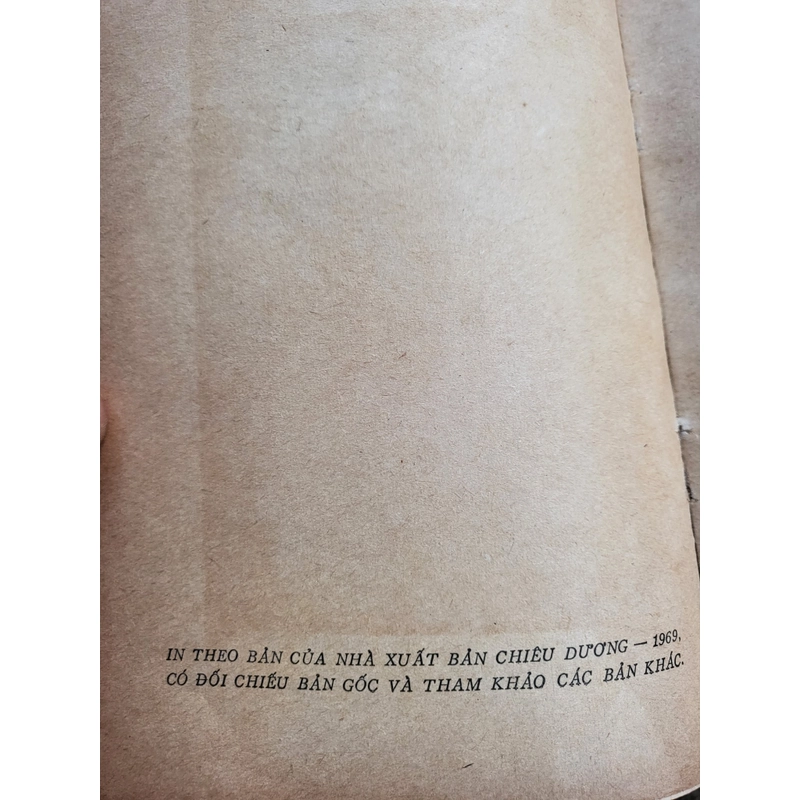 IN THEO BẢN CỦA NHÀ XUẤT BẢN CHIÊU DƯƠNG — 1969,
CÓ ĐỐI CHIẾU BẢN GỐC VÀ THAM KHẢO CÁC BẢN KHÁC.